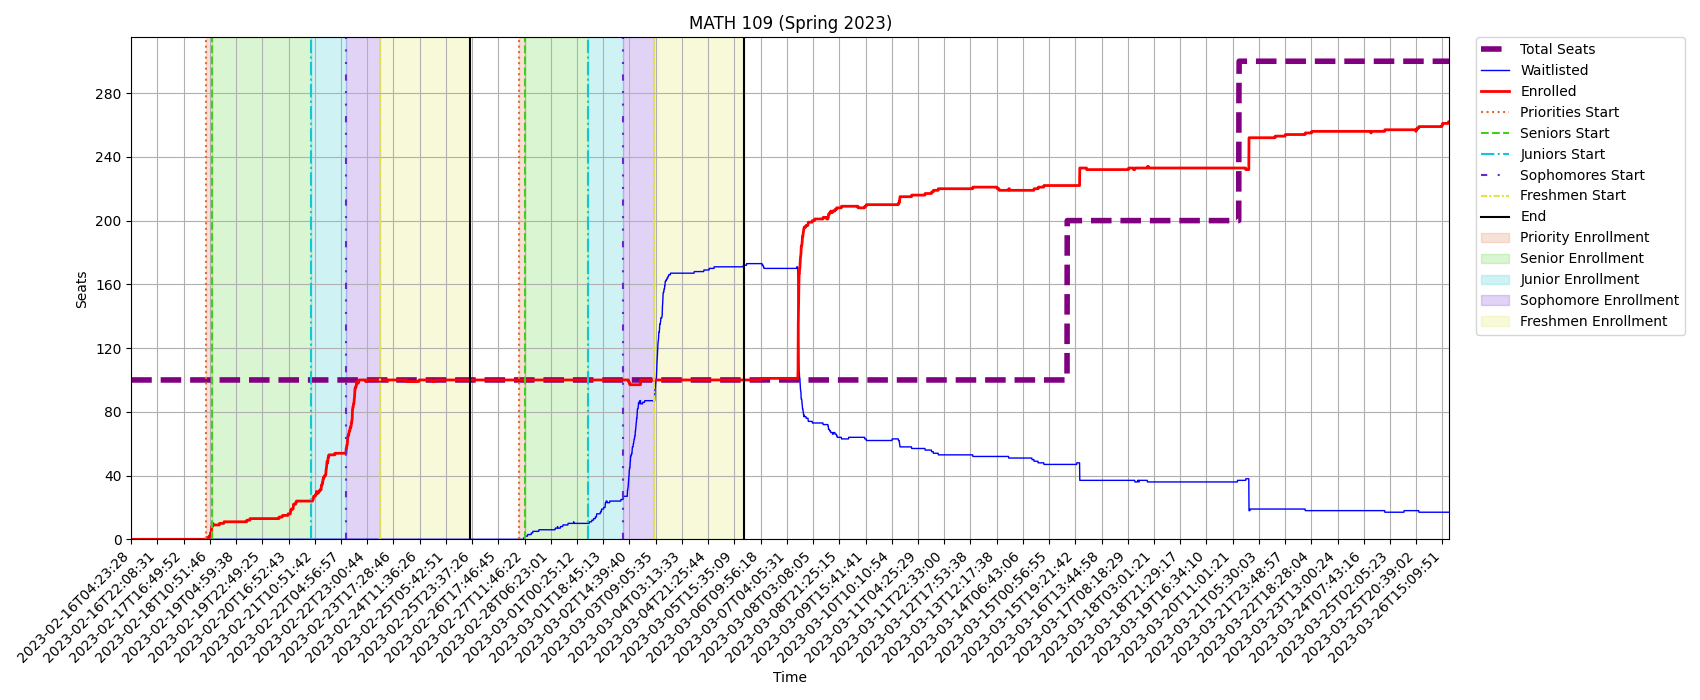 MATH 109 (Spring 2023)
Total Seats
Waitlisted
Enrolled
Priorities Start
Seniors Start
Juniors Start
Sophomores Start
Freshmen Start
End
Priority Enrollment
Senior Enrollment
Junior Enrollment
Sophomore Enrollment
Freshmen Enrollment
Seats
280
240
200
160
120
80
40
0
2023-02-16T04:23:28
2023-02-16T22:08:31
2023-02-17T16:49:52
2023-02-18T10:51:46
2023-02-19T04:59:38
2023-02-19T22:49:25
2023-02-20T16:52:43
2023-02-21T10:51:42
2023-02-22T04:56:57
2023-02-22T23:00:44
2023-02-23T17:28:46
2023-02-24T11:36:26
2023-02-25T05:42:51
2023-02-25T23:37:26
2023-02-26T17:46:45
2023-02-27T11:46:22
2023-02-28T06:23:01
2023-03-01T00:25:12
2023-03-01T18:45:13
2023-03-02T14:39:40
2023-03-03T09:05:35
2023-03-04T03:13:33
2023-03-04T21:25:44
2023-03-05T15:35:09
2023-03-06T09:56:18
2023-03-07T04:05:31
2023-03-08T03:08:05
2023-03-08T21:25:15
2023-03-09T15:41:41
2023-03-10T10:10:54
2023-03-11T04:25:29
2023-03-11T22:33:00
2023-03-12T17:53:38
2023-03-13T12:17:38
2023-03-14T06:43:06
2023-03-15T00:56:55
2023-03-15T19:21:42
2023-03-16T13:44:58
2023-03-17T08:18:29
2023-03-18T03:01:21
2023-03-18T21:29:17
2023-03-19T16:34:10
2023-03-20T11:01:21
2023-03-21T05:30:03
2023-03-21T23:48:57
2023-03-22T18:28:04
2023-03-23T13:00:24
2023-03-24T07:43:16
2023-03-25T02:05:23
2023-03-25T20:39:02
2023-03-26T15:09:51
Time